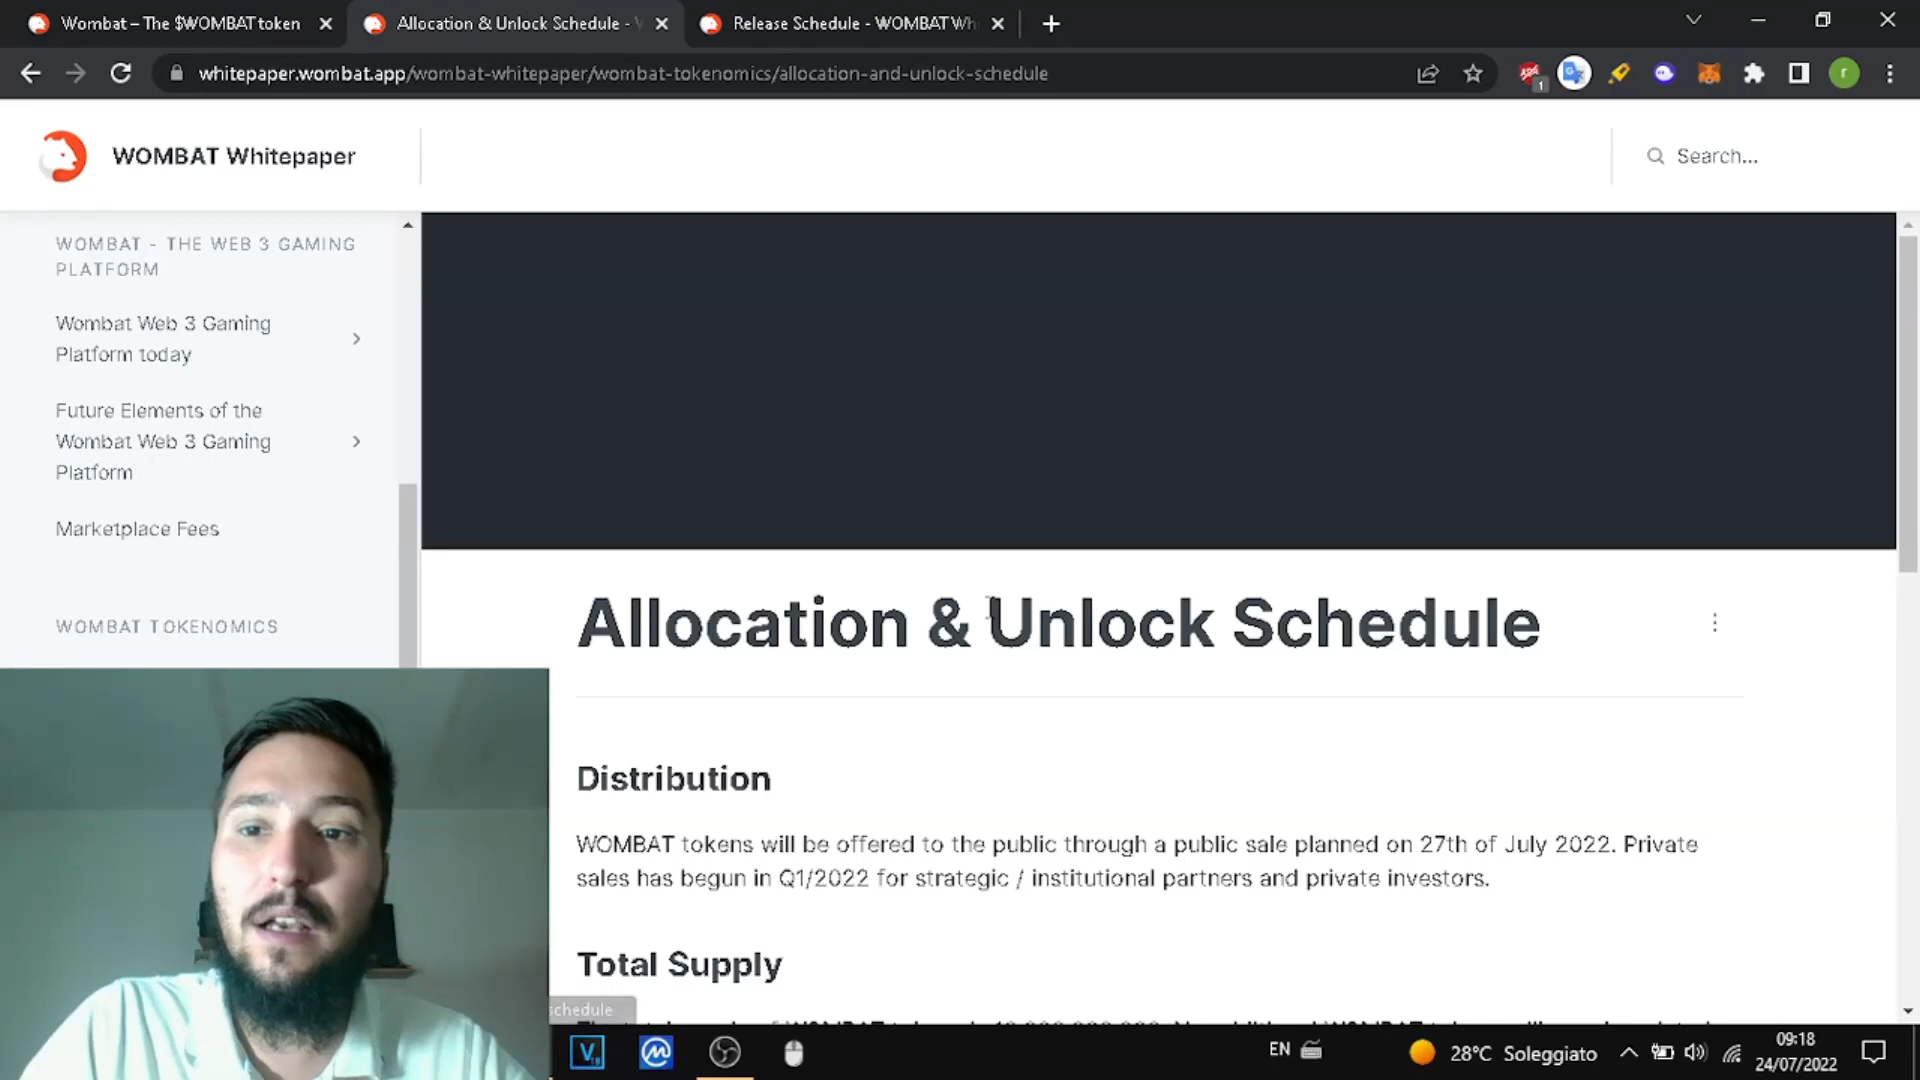 Wombat – The $WOMBAT token
Allocation & Unlock Schedule -
Release Schedule - WOMBAT Wh
whitepaper.wombat.app/wombat-whitepaper/wombat-tokenomics/allocation-and-unlock-schedule
1
r
WOMBAT Whitepaper
Search...
WOMBAT - THE WEB 3 GAMING
PLATFORM
Wombat Web 3 Gaming
Platform today
Future Elements of the
Wombat Web 3 Gaming
Platform
Marketplace Fees
WOMBAT TOKENOMICS
Allocation & Unlock Schedule
Distribution
WOMBAT tokens will be offered to the public through a public sale planned on 27th of July 2022. Private
sales has begun in Q1/2022 for strategic / institutional partners and private investors.
Total Supply
schedule
EN
28°C Soleggiato
09:18
24/07/2022